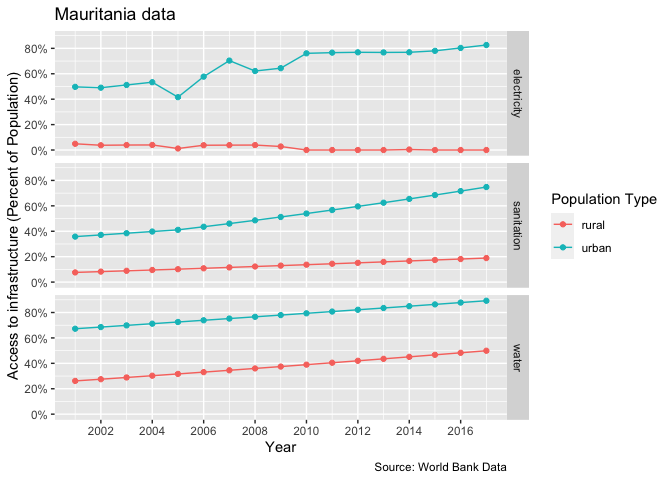 Mauritania data
Access to infrastructure (Percent of Population)
80%
60%
40%
20%
0%
electricity
80%
60%
40%
20%
0%
sanitation
80%
60%
40%
20%
0%
water
2002 2004 2006 2008 2010 2012 2014 2016
Year
Population Type
rural
urban
Source: World Bank Data